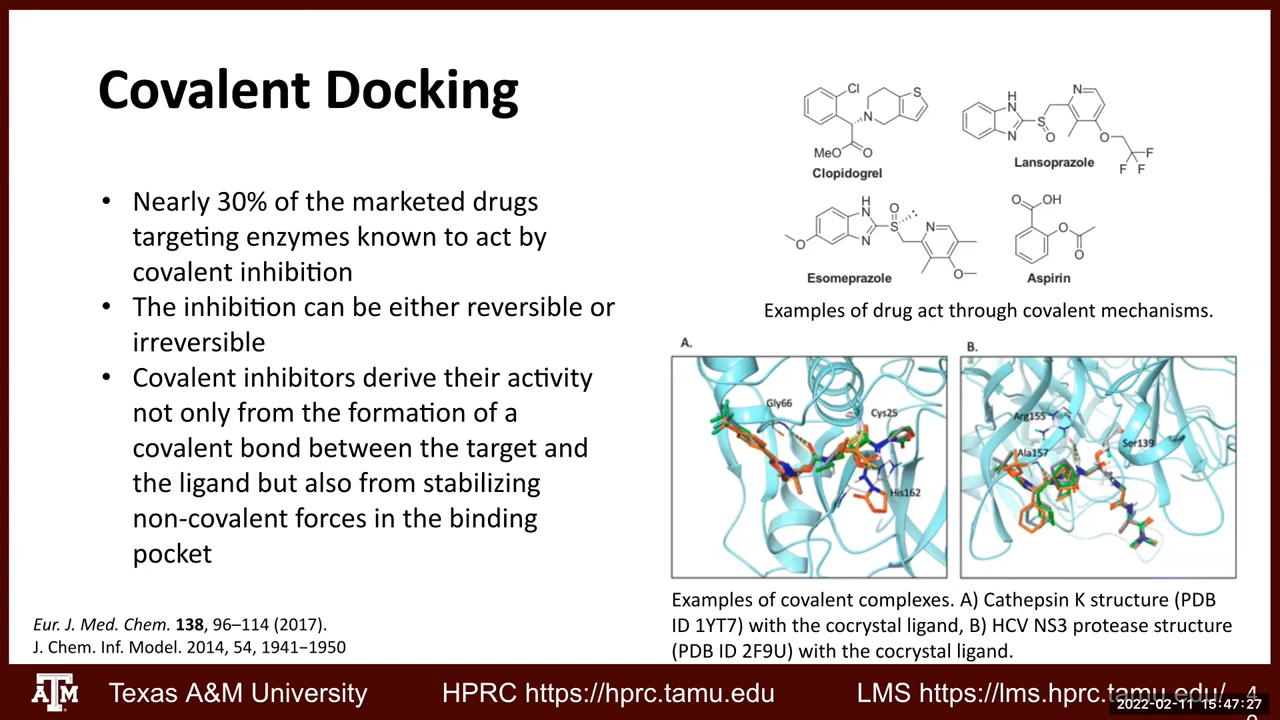 Covalent Docking
• Nearly 30% of the marketed drugs
targeting enzymes known to act by
covalent inhibition
• The inhibition can be either reversible or
irreversible
• Covalent inhibitors derive their activity
not only from the formation of a
covalent bond between the target and
the ligand but also from stabilizing
non-covalent forces in the binding
pocket
Eur. J. Med. Chem. 138, 96–114 (2017).
J. Chem. Inf. Model. 2014, 54, 1941−1950
Cl
S
N
MeO
O
Clopidogrel
H
N
N
S
O
N
O
F
F F
Lansoprazole
H
N
O
S
N
N
O
O
Esomeprazole
O
OH
O
O
Aspirin
Examples of drug act through covalent mechanisms.
A.
Gly66
Cys25
His162
B.
Arg155
Ser139
Ala157
Examples of covalent complexes. A) Cathepsin K structure (PDB
ID 1YT7) with the cocrystal ligand, B) HCV NS3 protease structure
(PDB ID 2F9U) with the cocrystal ligand.
ĀTM Texas A&M University HPRC https://hprc.tamu.edu LMS https://lms.hprc.tamu.edu/ 4
2022-02-11 15:47:27